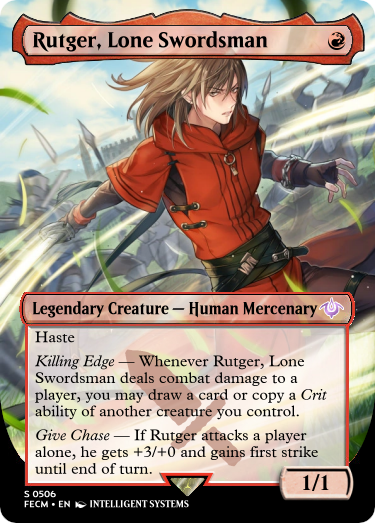 Rutger, Lone Swordsman
Legendary Creature — Human Mercenary
Haste
Killing Edge — Whenever Rutger, Lone
Swordsman deals combat damage to a
player, you may draw a card or copy a Crit
ability of another creature you control.
Give Chase — If Rutger attacks a player
alone, he gets +3/+0 and gains first strike
until end of turn.
1/1
S 0506
FECM • EN INTELLIGENT SYSTEMS